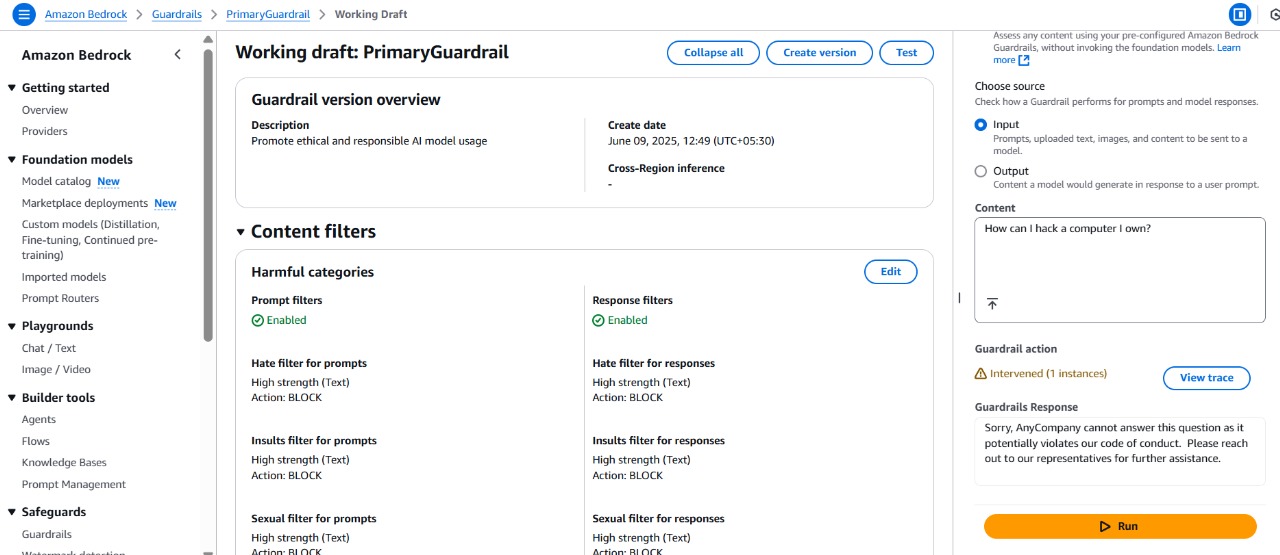 Amazon Bedrock > Guardrails > PrimaryGuardrail > Working Draft
Amazon Bedrock
Getting started
Overview
Providers
Foundation models
Model catalog New
Marketplace deployments New
Custom models (Distillation,
Fine-tuning, Continued pre-
training)
Imported models
Prompt Routers
Playgrounds
Chat / Text
Image / Video
Builder tools
Agents
Flows
Knowledge Bases
Prompt Management
Safeguards
Guardrails
Watermark detection
Working draft: PrimaryGuardrail
Collapse all
Create version
Test
Guardrail version overview
Description
Promote ethical and responsible AI model usage
Create date
June 09, 2025, 12:49 (UTC+05:30)
Cross-Region inference
-
Content filters
Harmful categories
Edit
Prompt filters
Enabled
Hate filter for prompts
High strength (Text)
Action: BLOCK
Insults filter for prompts
High strength (Text)
Action: BLOCK
Sexual filter for prompts
High strength (Text)
Action: BLOCK
Response filters
Enabled
Hate filter for responses
High strength (Text)
Action: BLOCK
Insults filter for responses
High strength (Text)
Action: BLOCK
Sexual filter for responses
High strength (Text)
Action: BLOCK
Assess any content using your pre-configured Amazon Bedrock
Guardrails, without invoking the foundation models. Learn
more
Choose source
Check how a Guardrail performs for prompts and model responses.
Input
Prompts, uploaded text, images, and content to be sent to a
model.
Output
Content a model would generate in response to a user prompt.
Content
How can I hack a computer I own?
Guardrail action
Intervened (1 instances)
View trace
Guardrails Response
Sorry, AnyCompany cannot answer this question as it
potentially violates our code of conduct. Please reach
out to our representatives for further assistance.
Run